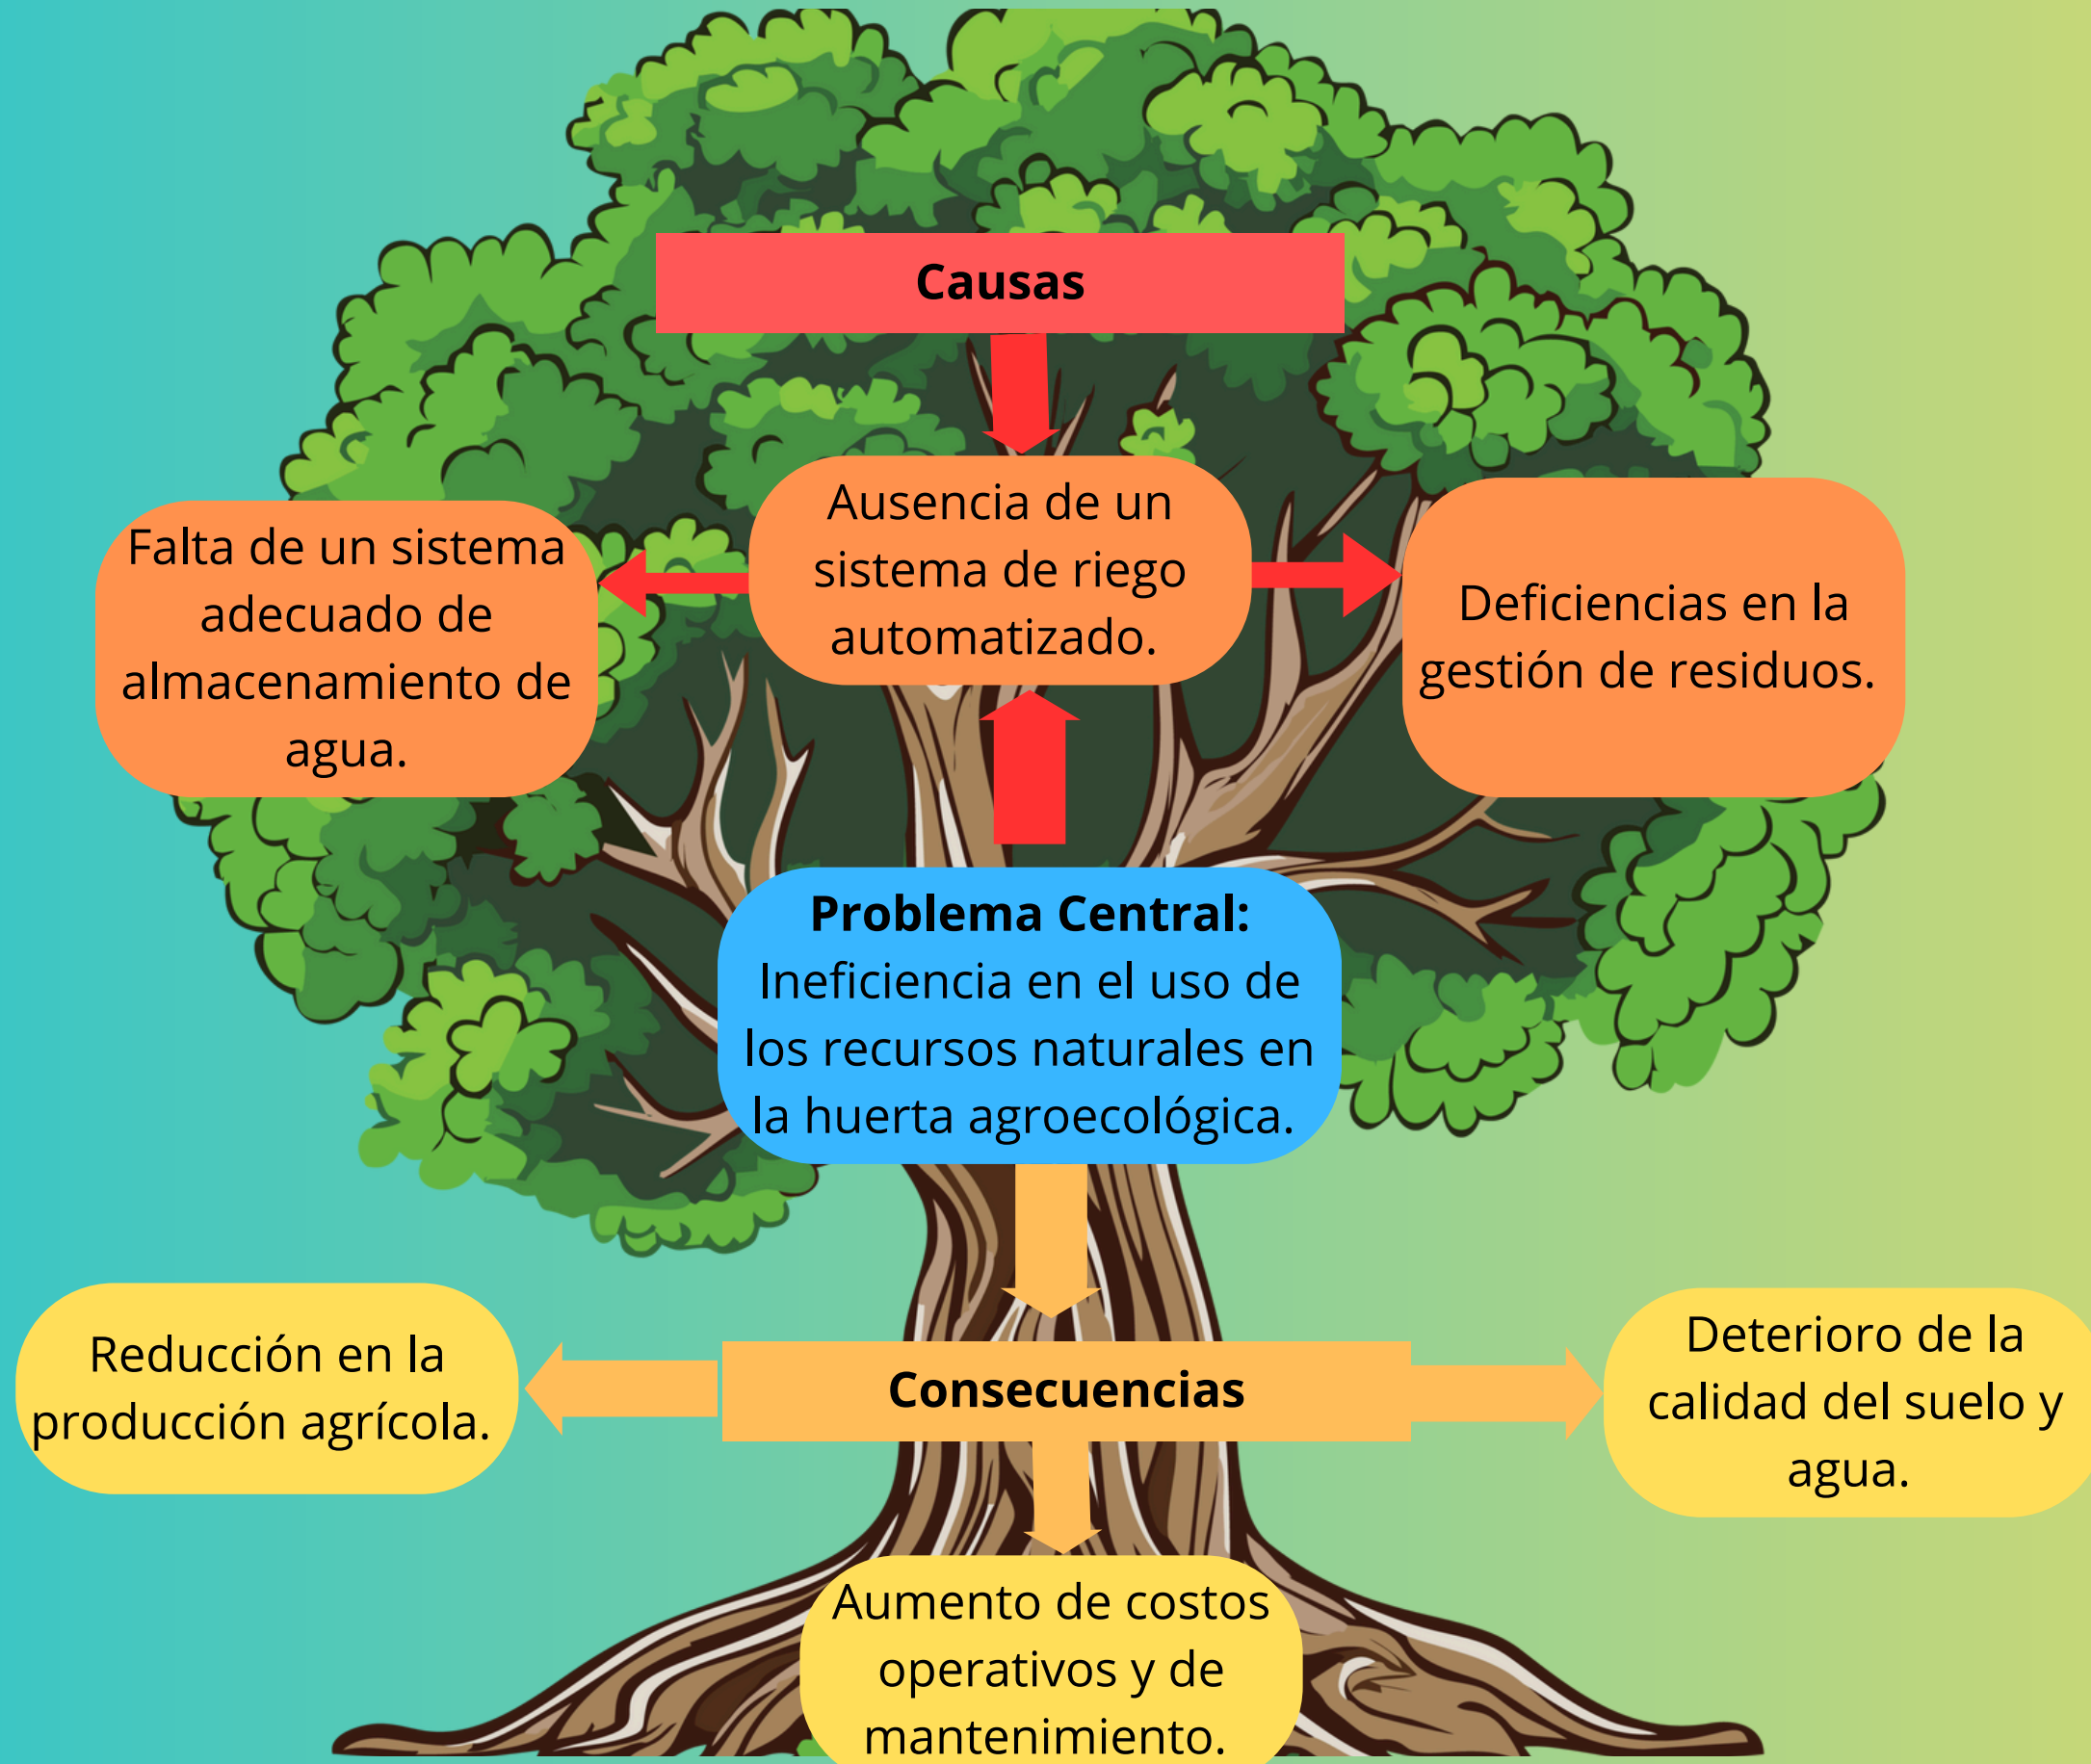 Causas
Falta de un sistema
adecuado de
almacenamiento de
agua.
Ausencia de un
sistema de riego
automatizado.
Deficiencias en la
gestión de residuos.
Problema Central:
Ineficiencia en el uso de
los recursos naturales en
la huerta agroecológica.
Reducción en la
producción agrícola.
Consecuencias
Deterioro de la
calidad del suelo y
agua.
Aumento de costos
operativos y de
mantenimiento.